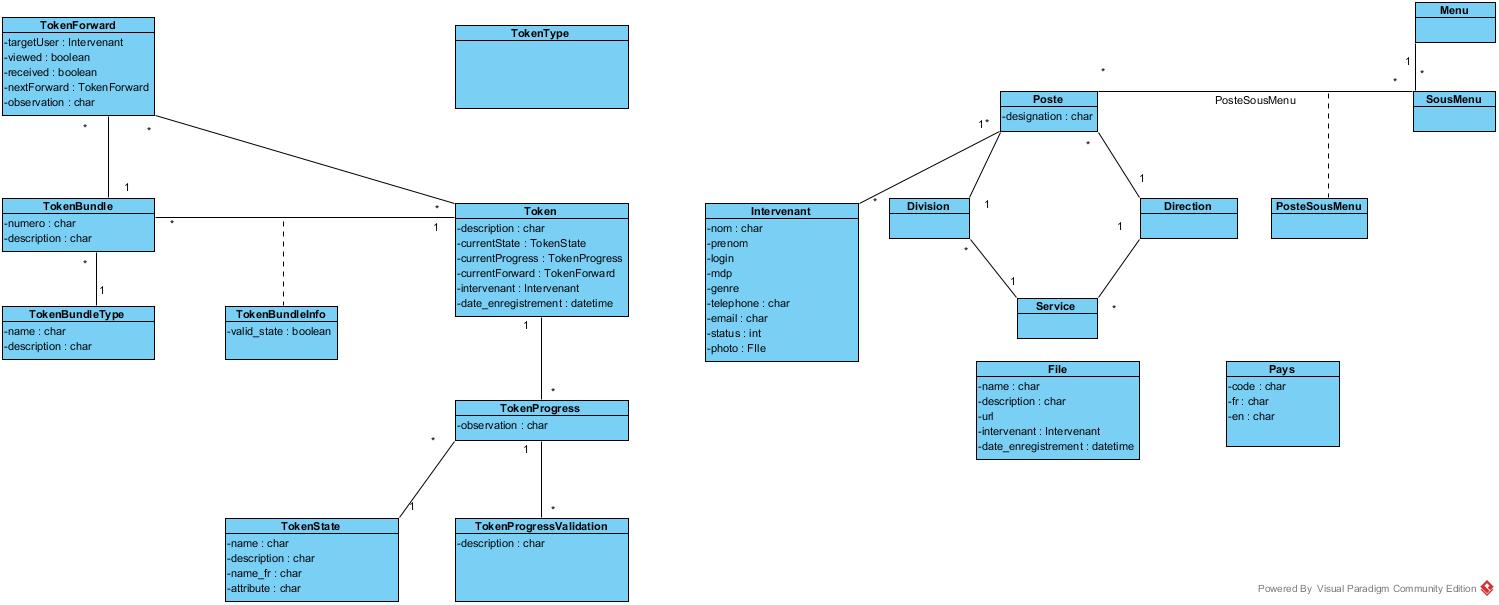 TokenForward
-targetUser : Intervenant
-viewed : boolean
-received : boolean
-nextForward : TokenForward
-observation : char
*
*
1
TokenType
TokenBundle
-numero : char
-description : char
*
*
1
*
1
TokenBundleType
-name : char
-description : char
TokenBundleInfo
-valid_state : boolean
Token
-description : char
-currentState : TokenState
-currentProgress : TokenProgress
-currentForward : TokenForward
-intervenant : Intervenant
-date_enregistrement : datetime
1
*
TokenProgress
-observation : char
*
1
1
*
TokenState
-name : char
-description : char
-name_fr : char
-attribute : char
TokenProgressValidation
-description : char
Menu
1
*
*
*
PosteSousMenu
SousMenu
Poste
-designation : char
1
*
*
*
1
1
Intervenant
-nom : char
-prenom
-login
-mdp
-genre
-telephone : char
-email : char
-status : int
-photo : FIle
Division
Direction
PosteSousMenu
*
1
1
*
Service
File
-name : char
-description : char
-url
-intervenant : Intervenant
-date_enregistrement : datetime
Pays
-code : char
-fr : char
-en : char
Powered By Visual Paradigm Community Edition